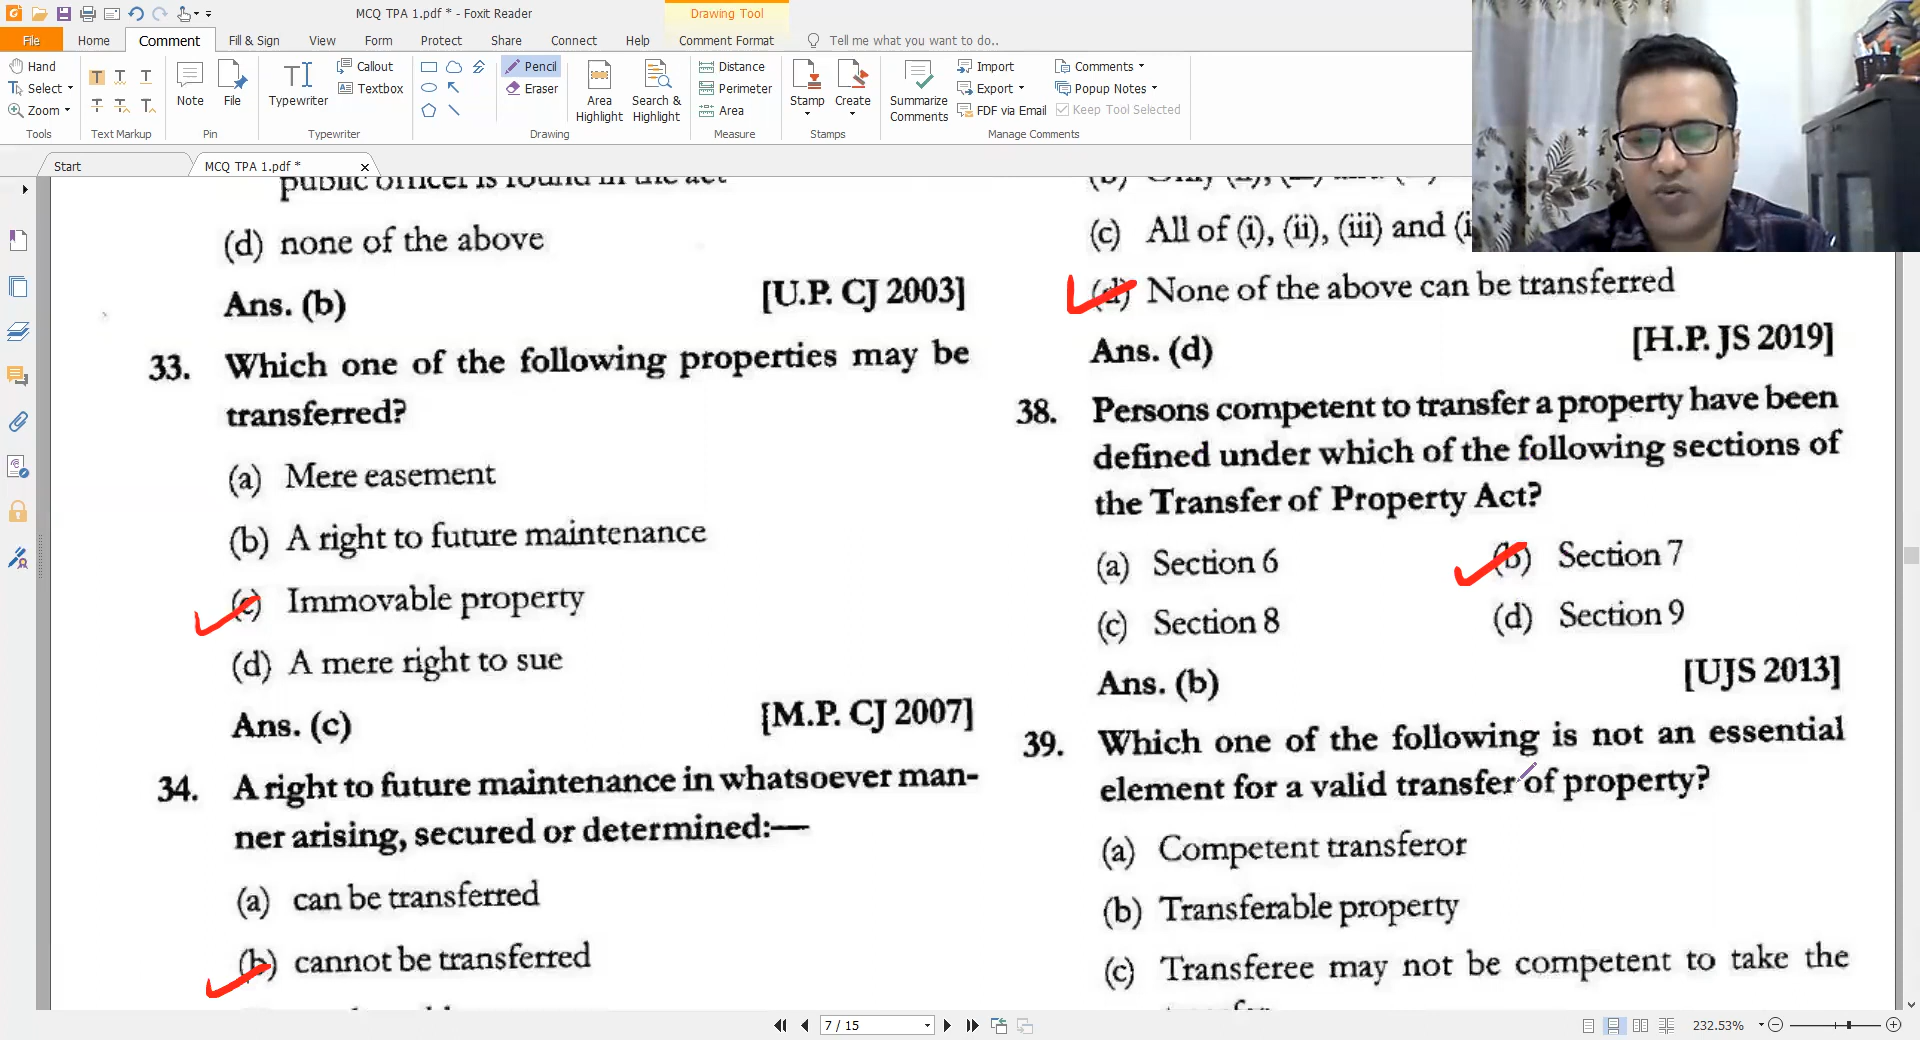 MCQ TPA 1.pdf * - Foxit Reader
Drawing Tool
File
Home
Comment
Fill & Sign
View
Form
Protect
Share
Connect
Help
Comment Format
Tell me what you want to do..
Hand
Select
Zoom
Tools
Text Markup
Note
File
Pin
Typewriter
Callout
Textbox
Typewriter
Pencil
Eraser
Area
Highlight
Search &
Highlight
Drawing
Distance
Perimeter
Area
Measure
Stamp
Create
Stamps
Summarize
Comments
Import
Export
FDF via Email
Comments
Popup Notes
Keep Tool Selected
Manage Comments
Start
MCQ TPA 1.pdf *
public officer is found in the act
(d) none of the above
Ans. (b) [U.P. CJ 2003]
33. Which one of the following properties may be
transferred?
(a) Mere easement
(b) A right to future maintenance
(c) Immovable property
(d) A mere right to sue
Ans. (c) [M.P. CJ 2007]
34. A right to future maintenance in whatsoever man-
ner arising, secured or determined:—
(a) can be transferred
(b) cannot be transferred
(c) All of (i), (ii), (iii) and
(d) None of the above can be transferred
Ans. (d) [H.P. JS 2019]
38. Persons competent to transfer a property have been
defined under which of the following sections of
the Transfer of Property Act?
(a) Section 6 (b) Section 7
(c) Section 8 (d) Section 9
Ans. (b) [UJS 2013]
39. Which one of the following is not an essential
element for a valid transfer of property?
(a) Competent transferor
(b) Transferable property
(c) Transferee may not be competent to take the
7 / 15
232.53%